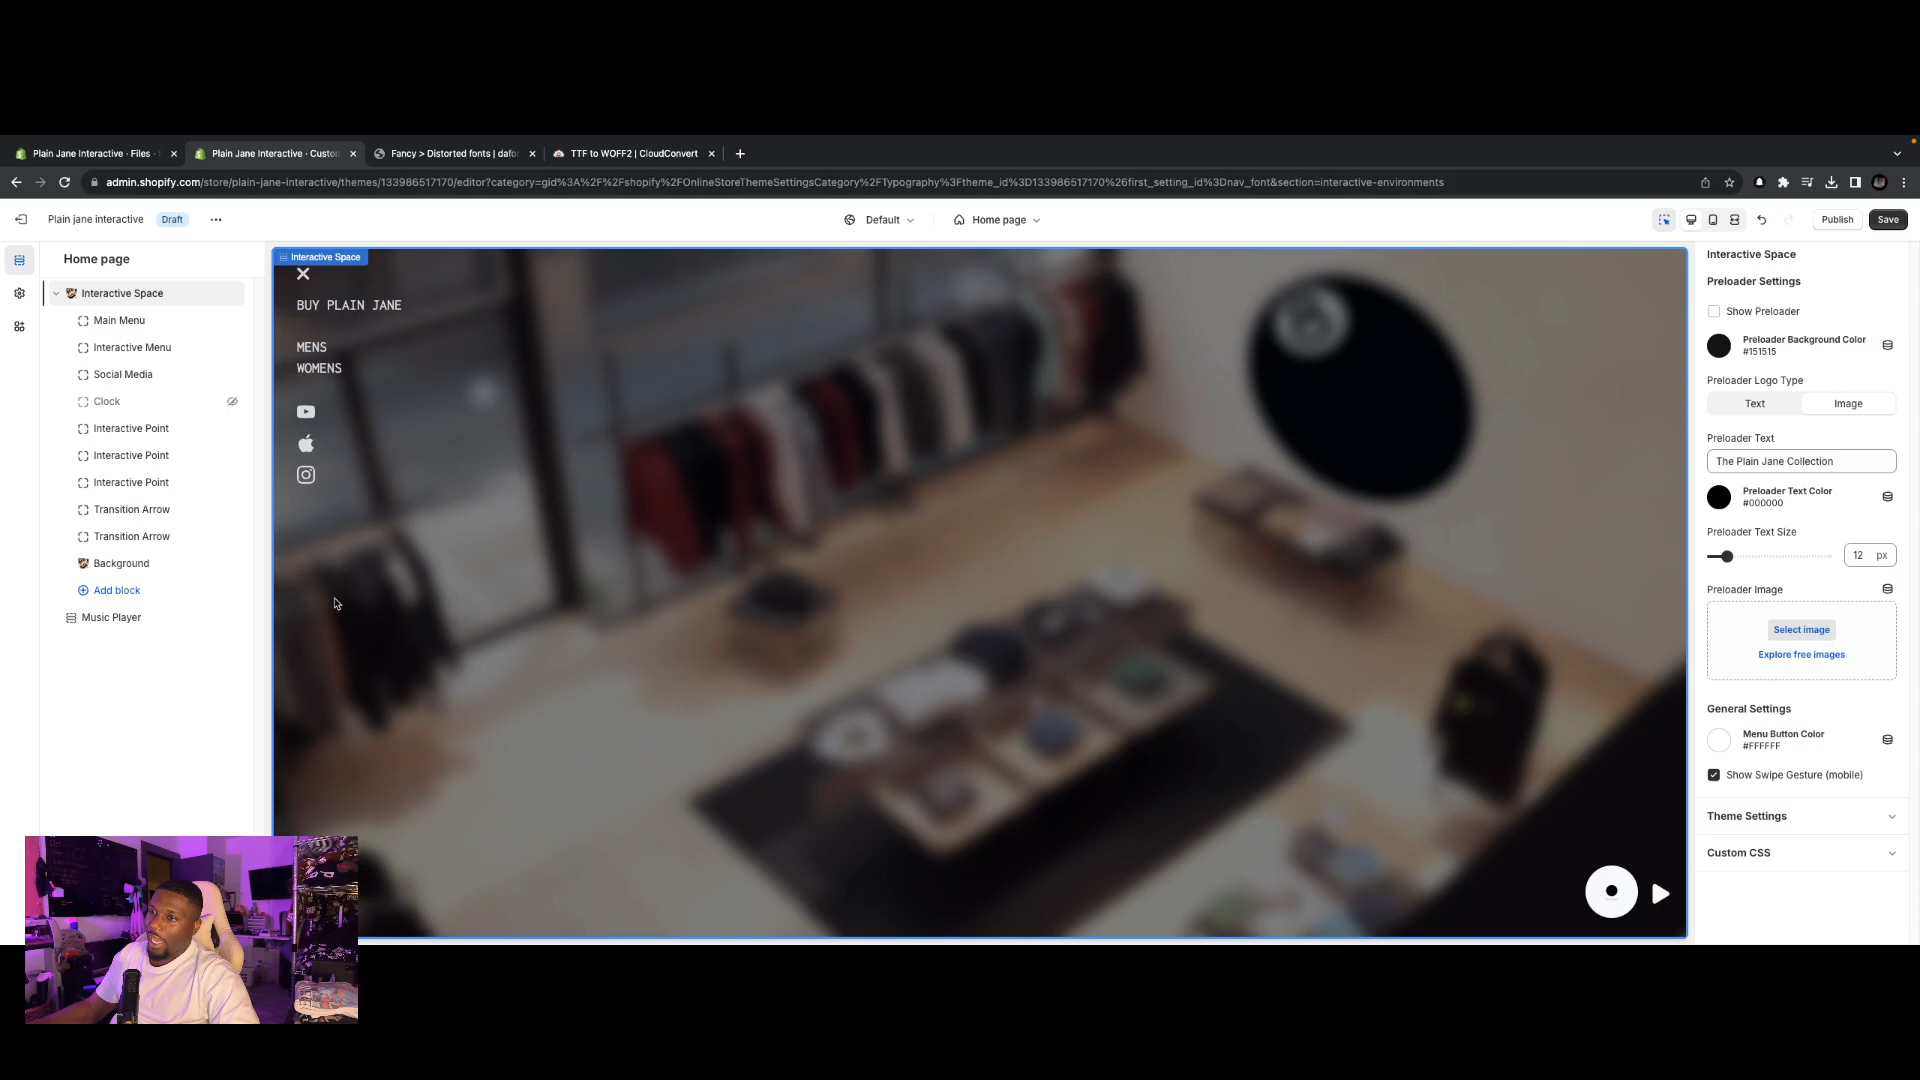 Plain Jane Interactive · Files ·
Plain Jane Interactive · Custon
Fancy > Distorted fonts | dafo
TTF to WOFF2 | CloudConvert
admin.shopify.com/store/plain-jane-interactive/themes/133986517170/editor?category=gid%3A%2F%2Fshopify%2FOnlineStoreThemeSettingsCategory%2FTypography%3Ftheme_id%3D133986517170%26first_setting_id%3Dnav_font&section=interactive-environments
Plain jane interactive
Draft
Default
Home page
Publish
Save
Home page
Interactive Space
Main Menu
Interactive Menu
Social Media
Clock
Interactive Point
Interactive Point
Interactive Point
Transition Arrow
Transition Arrow
Background
Add block
Music Player
Interactive Space
BUY PLAIN JANE
MENS
WOMENS
Interactive Space
Preloader Settings
Show Preloader
Preloader Background Color
#151515
Preloader Logo Type
Text
Image
Preloader Text
The Plain Jane Collection
Preloader Text Color
#000000
Preloader Text Size
12 px
Preloader Image
Select image
Explore free images
General Settings
Menu Button Color
#FFFFFF
Show Swipe Gesture (mobile)
Theme Settings
Custom CSS